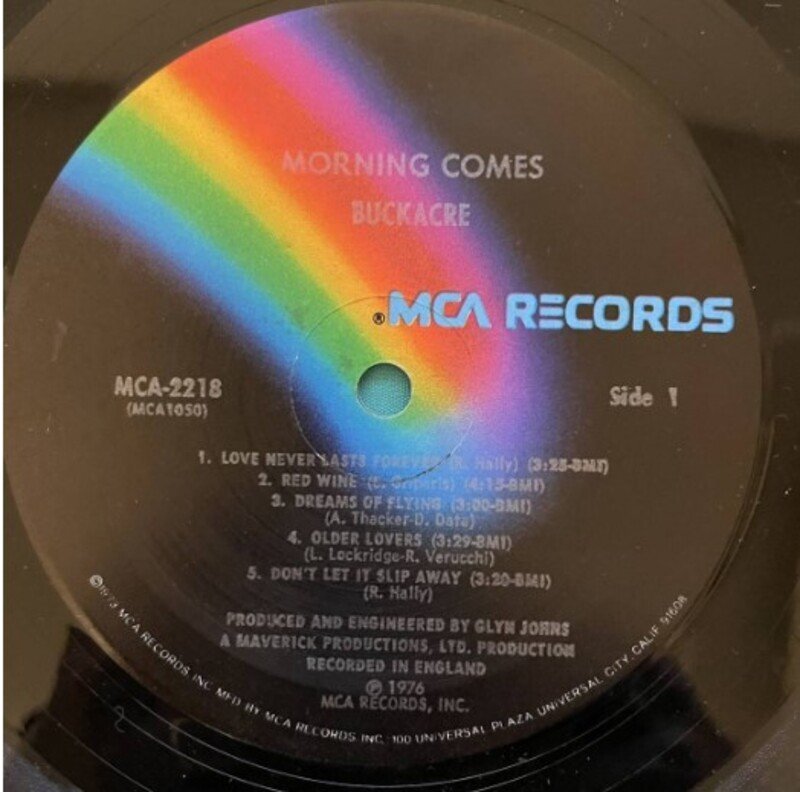 MORNING COMES
BUCKACRE
®MCA RECORDS
MCA-2218
(MCA1050)
Side 1
1. LOVE NEVER LASTS FOREVER (R. Hally) (3:25-BMI)
2. RED WINE (4:15-BMI)
3. DREAMS OF FLYING (3:00-BMI)
(A. Thacker-D. Data)
4. OLDER LOVERS (3:29-BMI)
(L. Lockridge-R. Verucchi)
5. DON'T LET IT SLIP AWAY (3:20-BMI)
(R. Hally)
PRODUCED AND ENGINEERED BY GLYN JOHNS
A MAVERICK PRODUCTIONS, LTD. PRODUCTION
RECORDED IN ENGLAND
℗ 1976
MCA RECORDS, INC.
MCA RECORDS INC MFD BY MCA RECORDS INC, 100 UNIVERSAL PLAZA UNIVERSAL CITY, CALIF 91608